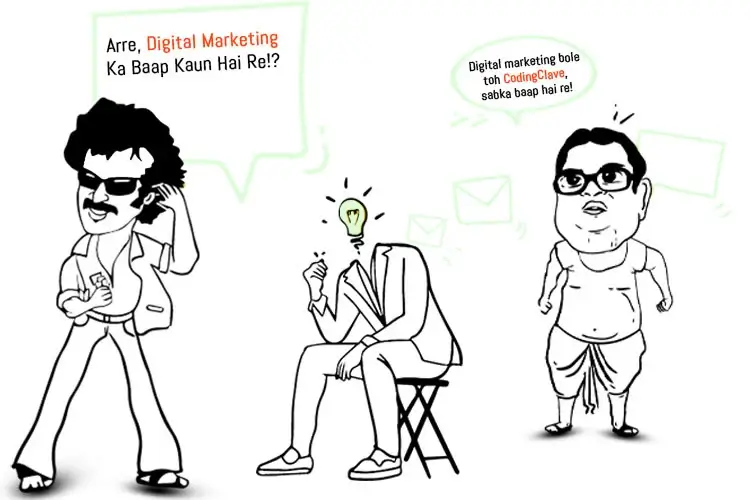 Arre, Digital Marketing
Ka Baap Kaun Hai Re!?
Digital marketing bole
toh CodingClave,
sabka baap hai re!